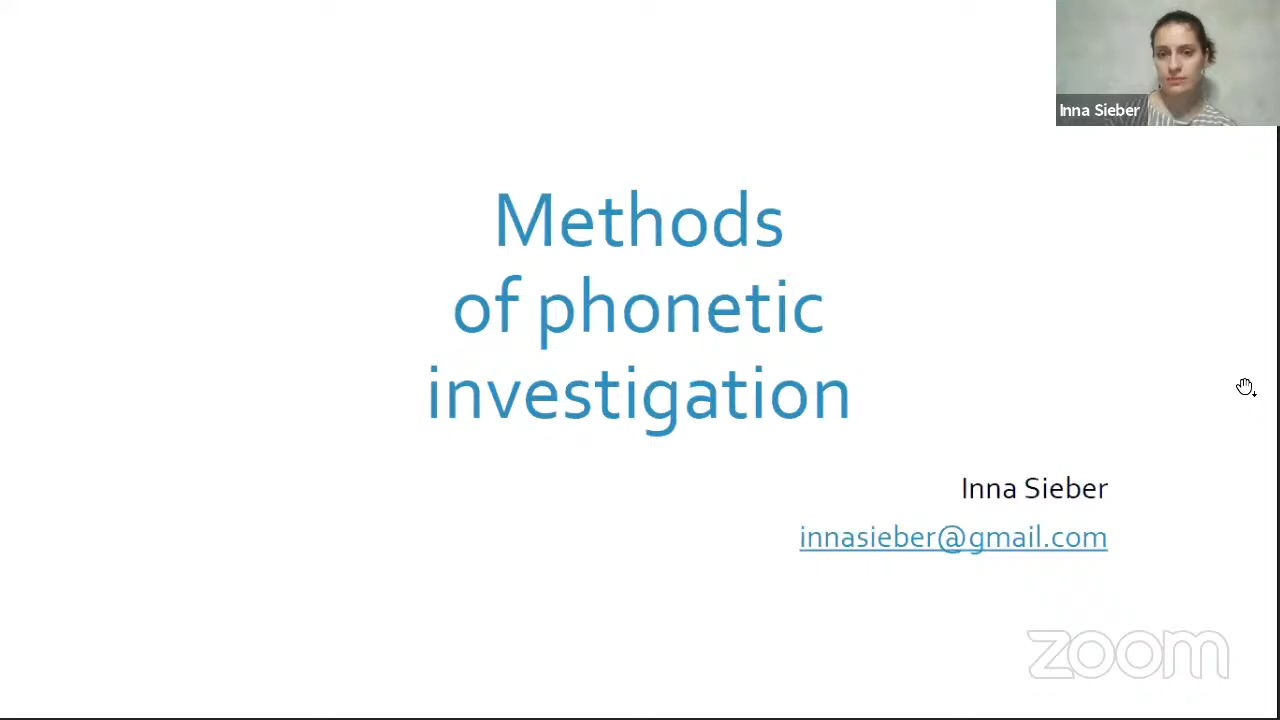 Inna Sieber
Methods
of phonetic
investigation
Inna Sieber
innasieber@gmail.com
zoom